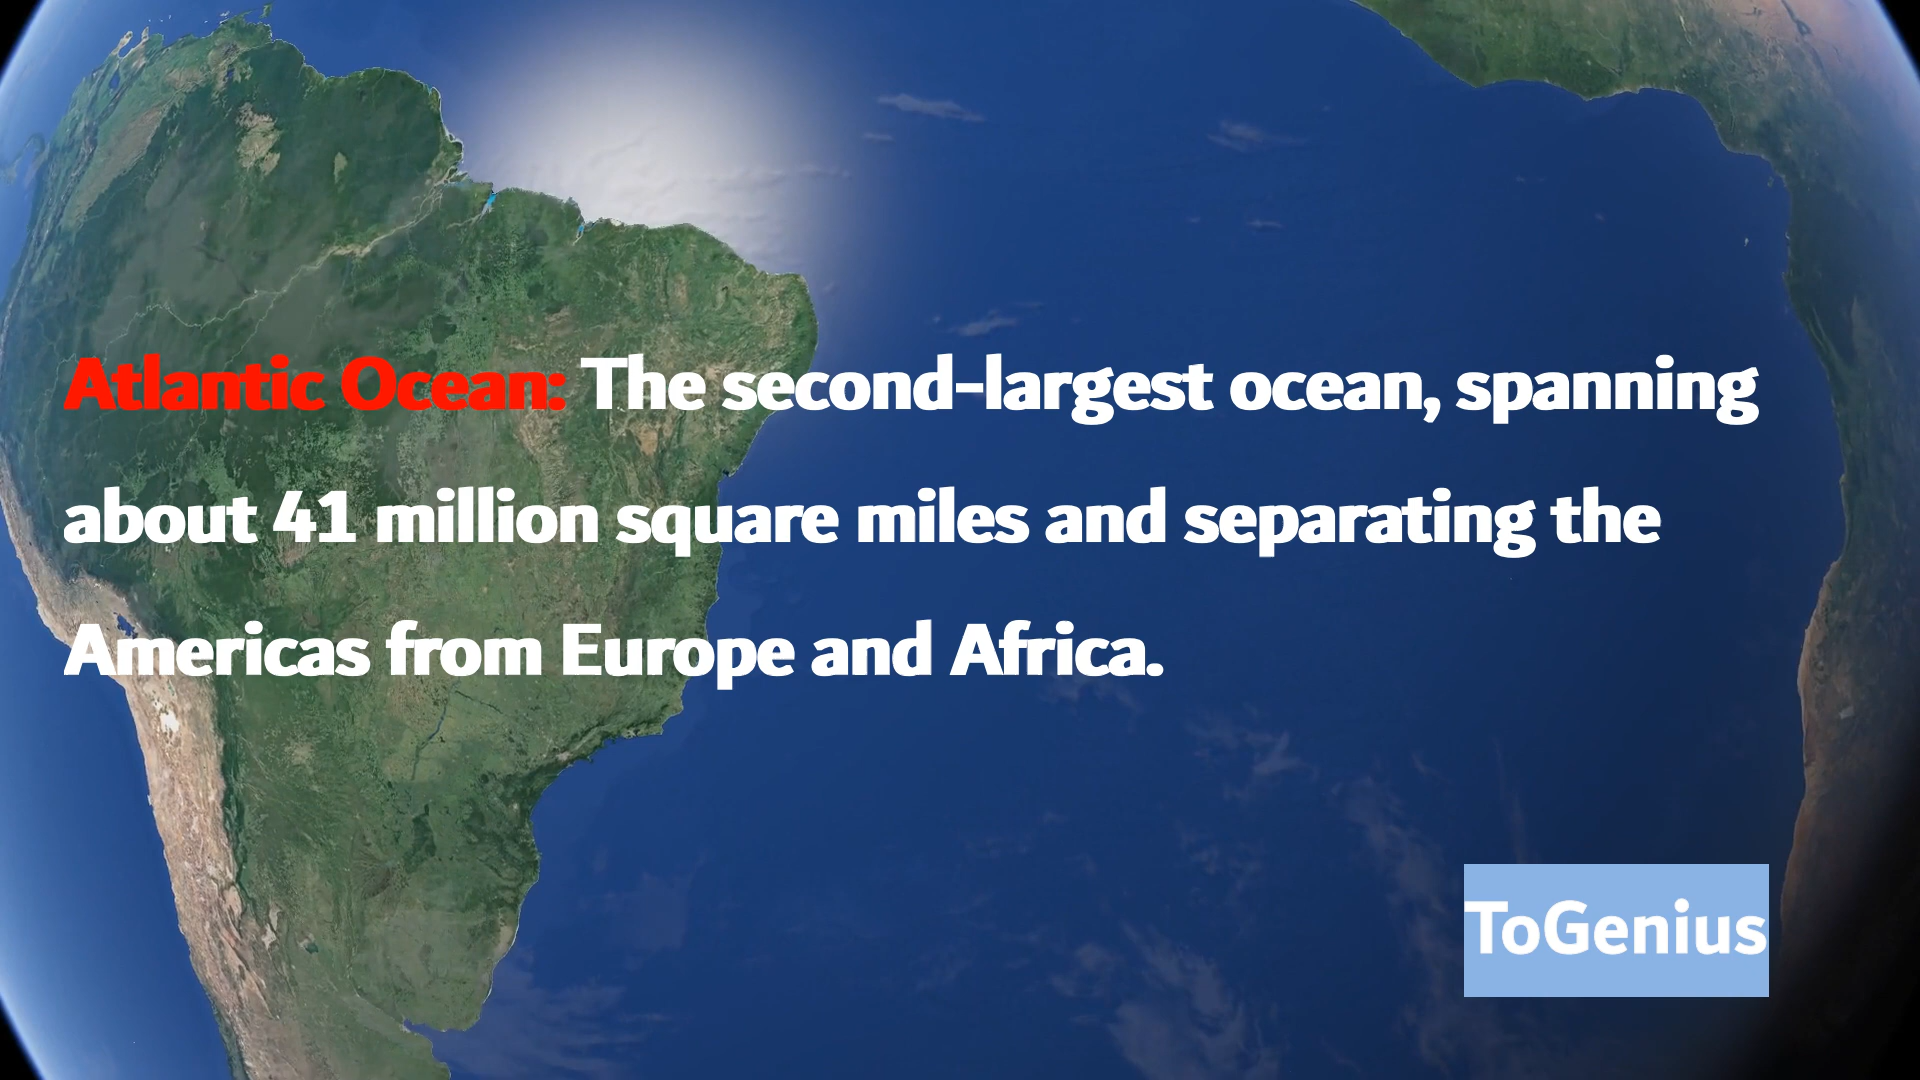 Atlantic Ocean: The second-largest ocean, spanning
about 41 million square miles and separating the
Americas from Europe and Africa.
ToGenius